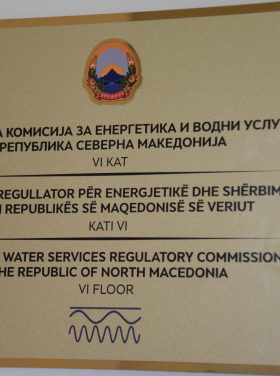 А КОМИСИЈА ЗА ЕНЕРГЕТИКА И ВОДНИ УСЛУ
РЕПУБЛИКА СЕВЕРНА МАКЕДОНИЈА
VI КАТ
REGULLATOR PËR ENERGJETIKË DHE SHËRBIM
I REPUBLIKËS SË MAQEDONISË SË VERIUT
KATI VI
WATER SERVICES REGULATORY COMMISSION
HE REPUBLIC OF NORTH MACEDONIA
VI FLOOR